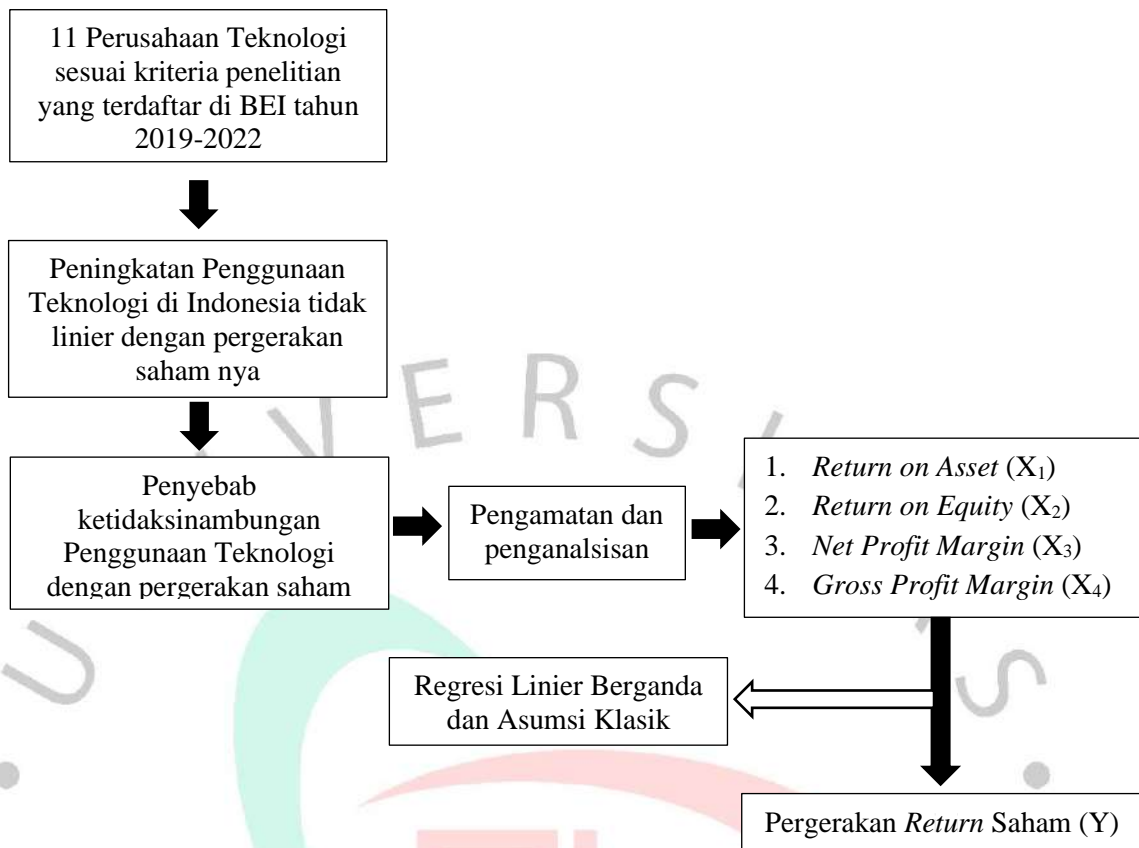 11 Perusahaan Teknologi
sesuai kriteria penelitian
yang terdaftar di BEI tahun
2019-2022
Peningkatan Penggunaan
Teknologi di Indonesia tidak
linier dengan pergerakan
saham nya
Penyebab
ketidaksinambungan
Penggunaan Teknologi
dengan pergerakan saham
Pengamatan dan
penganalsisan
1. Return on Asset (X₁)
2. Return on Equity (X₂)
3. Net Profit Margin (X₃)
4. Gross Profit Margin (X₄)
Regresi Linier Berganda
dan Asumsi Klasik
Pergerakan Return Saham (Y)